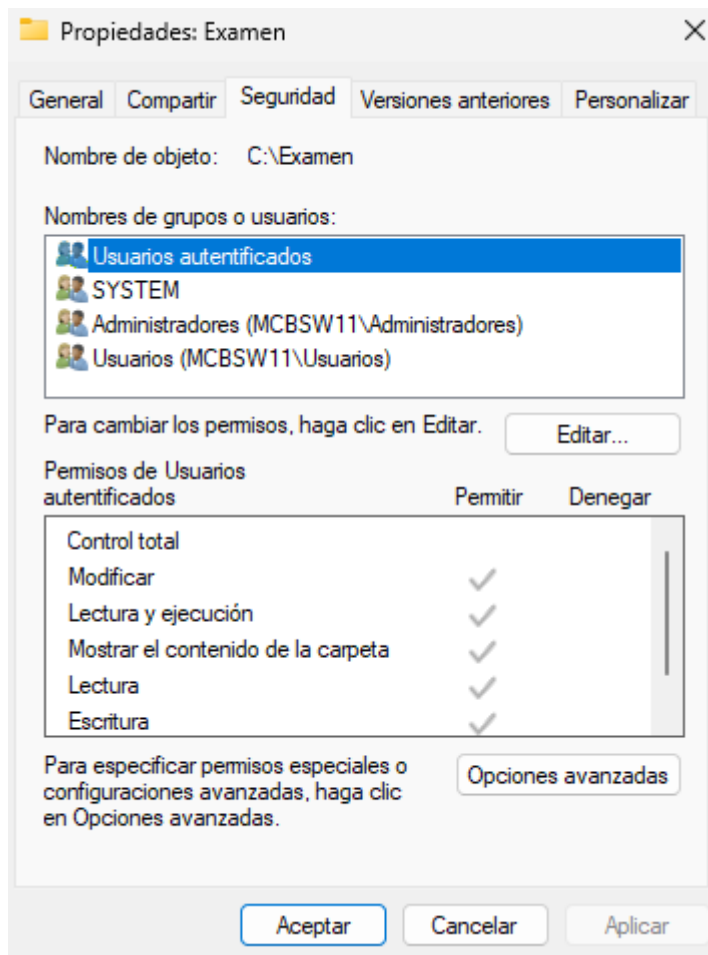 Propiedades: Examen
General Compartir Seguridad Versiones anteriores Personalizar
Nombre de objeto: C:\Examen
Nombres de grupos o usuarios:
Usuarios autentificados
SYSTEM
Administradores (MCBSW11\Administradores)
Usuarios (MCBSW11\Usuarios)
Para cambiar los permisos, haga clic en Editar. Editar...
Permisos de Usuarios
autentificados Permitir Denegar
Control total
Modificar
Lectura y ejecución
Mostrar el contenido de la carpeta
Lectura
Escritura
Para especificar permisos especiales o
configuraciones avanzadas, haga clic
en Opciones avanzadas.
Opciones avanzadas
Aceptar Cancelar Aplicar